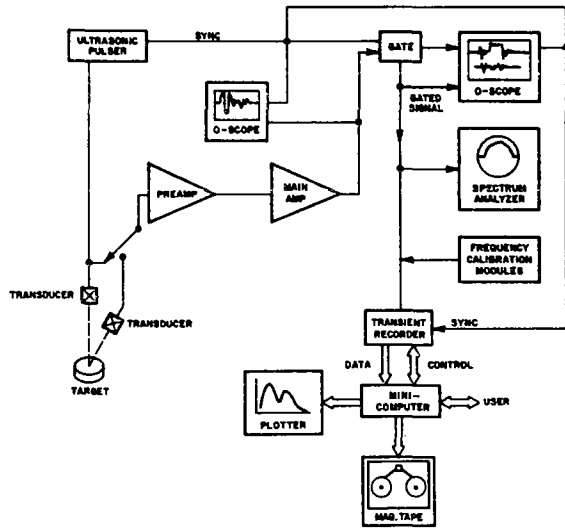 ULTRASONIC
PULSER
SYNC
GATE
O-SCOPE
GATED
SIGNAL
O-SCOPE
PREAMP
MAIN
AMP
SPECTRUM
ANALYZER
FREQUENCY
CALIBRATION
MODULES
TRANSDUCER
TRANSDUCER
TARGET
TRANSIENT
RECORDER
SYNC
DATA
CONTROL
MINI-
COMPUTER
USER
PLOTTER
MAG. TAPE